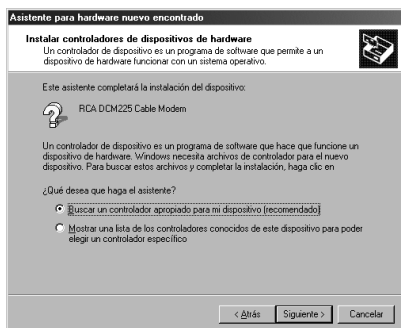 Asistente para hardware nuevo encontrado
Instalar controladores de dispositivos de hardware
Un controlador de dispositivo es un programa de software que permite a un
dispositivo de hardware funcionar con un sistema operativo.
Este asistente completará la instalación del dispositivo:
RCA DCM225 Cable Modem
Un controlador de dispositivo es un programa de software que hace que funcione un
dispositivo de hardware. Windows necesita archivos de controlador para el nuevo
dispositivo. Para buscar estos archivos y completar la instalación, haga clic en
¿Qué desea que haga el asistente?
Buscar un controlador apropiado para mi dispositivo (recomendado)
Mostrar una lista de los controladores conocidos de este dispositivo para poder
elegir un controlador específico
< Atrás Siguiente > Cancelar